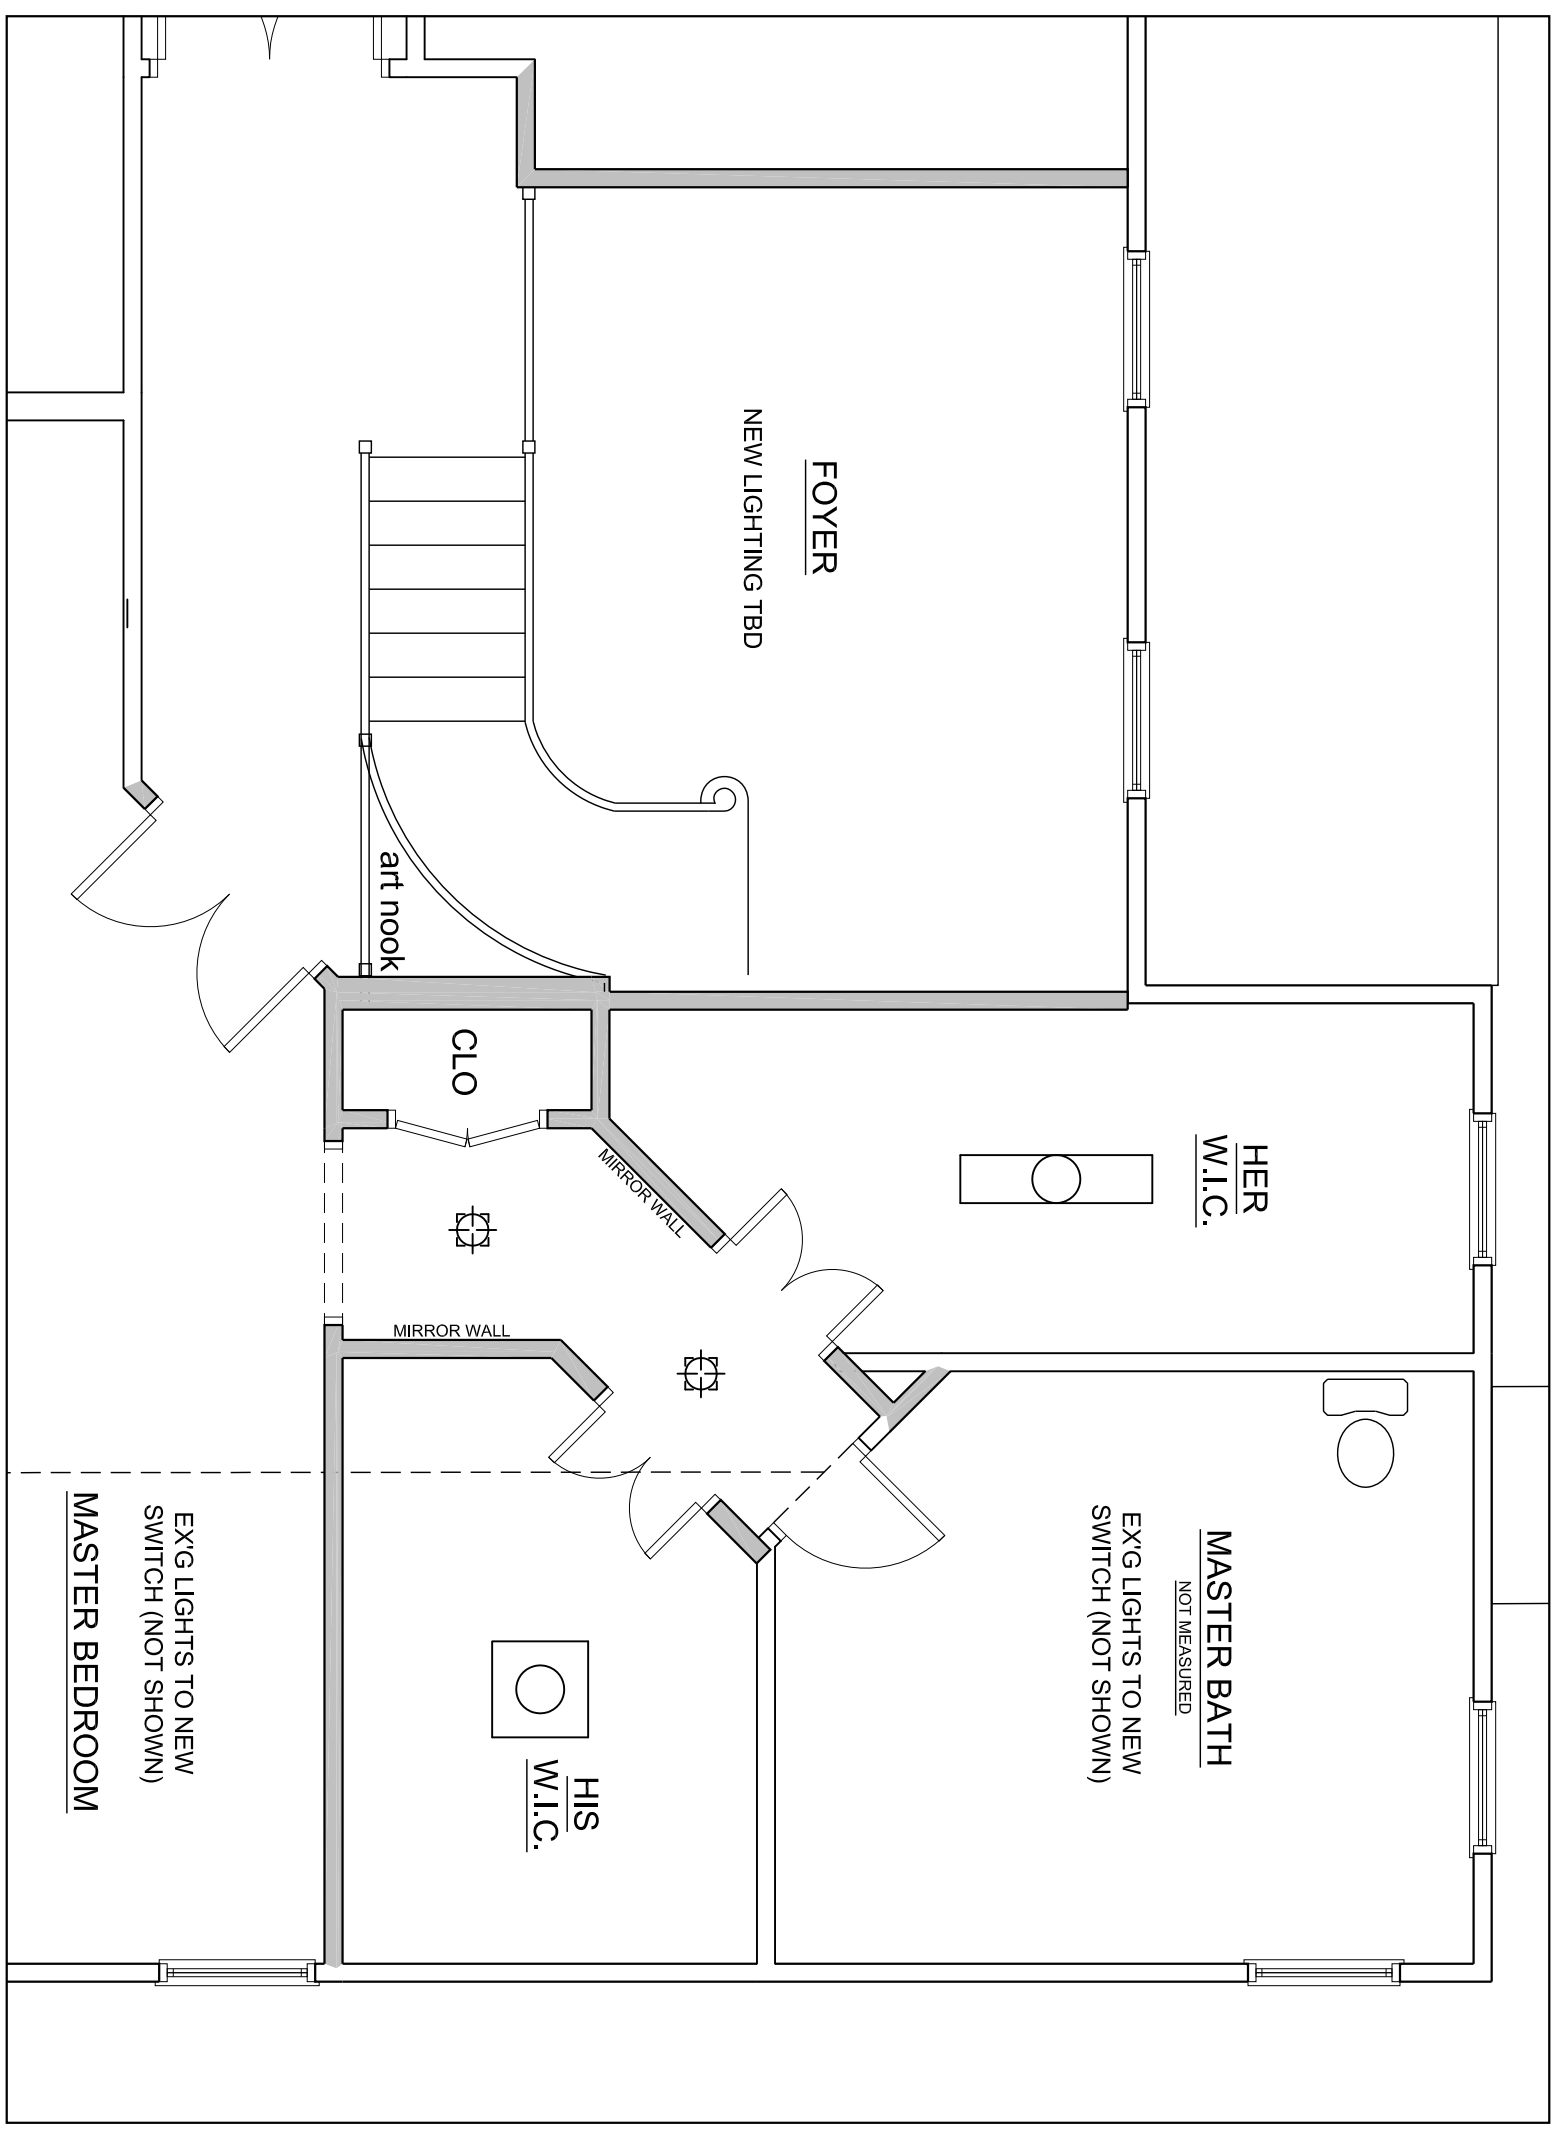 FOYER
NEW LIGHTING TBD
art nook
CLO
HER
W.I.C.
MIRROR WALL
MIRROR WALL
MASTER BATH
NOT MEASURED
EX'G LIGHTS TO NEW
SWITCH (NOT SHOWN)
HIS
W.I.C.
EX'G LIGHTS TO NEW
SWITCH (NOT SHOWN)
MASTER BEDROOM